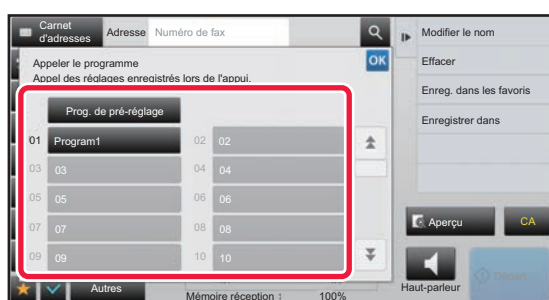 Carnet d'adresses
Adresse
Numéro de fax
Modifier le nom
Appeler le programme
OK
Effacer
Appel des réglages enregistrés lors de l'appui.
Enreg. dans les favoris
Prog. de pré-réglage
Enregistrer dans
01 Program1
02 02
03 03
04 04
05 05
06 06
07 07
08 08
Aperçu
CA
09 09
10 10
Départ
Autres
Mémoire réception :
100%
Haut-parleur